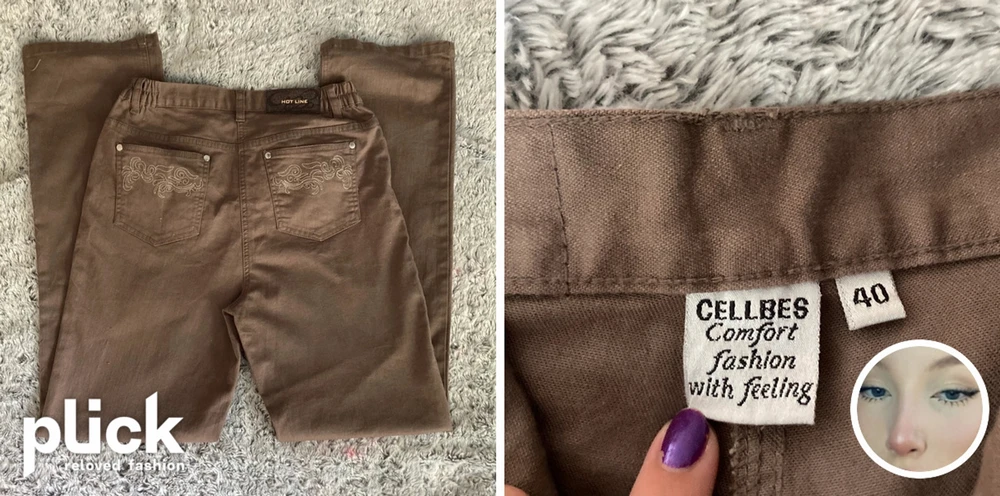 HOT LINE
plick
reloved fashion
CELLBES
Comfort
fashion
with feeling
40